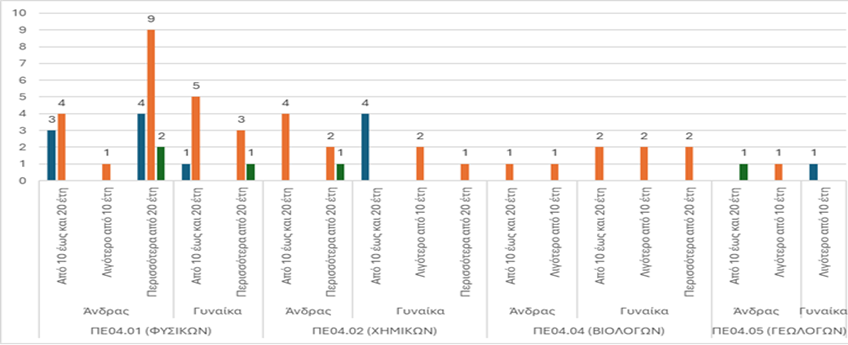 10
9
8
7
6
5
4
3
2
1
0
3 4 1 4 9 2 1 5 3 1 4 2 1 4 2 1 1 1 2 2 2 1 1 1
Από 10 έως και 20 έτη
Λιγότερο από 10 έτη
Περισσότερα από 20 έτη
Από 10 έως και 20 έτη
Περισσότερα από 20 έτη
Από 10 έως και 20 έτη
Περισσότερα από 20 έτη
Από 10 έως και 20 έτη
Λιγότερο από 10 έτη
Περισσότερα από 20 έτη
Από 10 έως και 20 έτη
Λιγότερο από 10 έτη
Από 10 έως και 20 έτη
Λιγότερο από 10 έτη
Περισσότερα από 20 έτη
Από 10 έως και 20 έτη
Λιγότερο από 10 έτη
Λιγότερο από 10 έτη
Άνδρας Γυναίκα Άνδρας Γυναίκα Άνδρας Γυναίκα Άνδρας Γυναίκα
ΠΕ04.01 (ΦΥΣΙΚΩΝ) ΠΕ04.02 (ΧΗΜΙΚΩΝ) ΠΕ04.04 (ΒΙΟΛΟΓΩΝ) ΠΕ04.05 (ΓΕΩΛΟΓΩΝ)